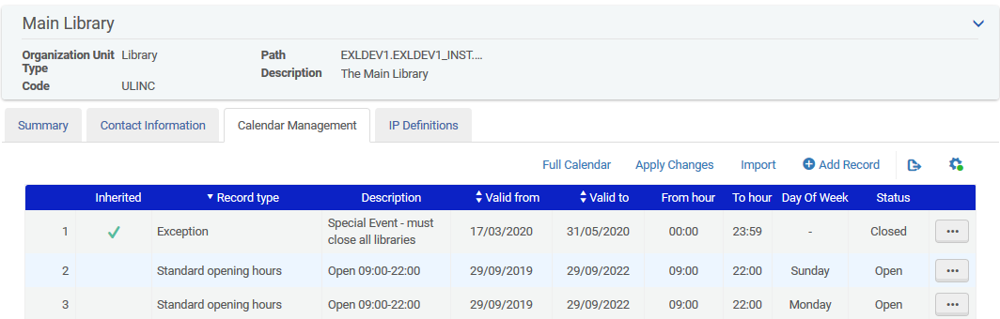 Main Library
Organization Unit Type Library Path EXLDEV1.EXLDEV1_INST....
Description The Main Library
Code ULINC
Summary Contact Information Calendar Management IP Definitions
Full Calendar Apply Changes Import Add Record
Inherited Record type Description Valid from Valid to From hour To hour Day Of Week Status
1 Exception Special Event - must close all libraries 17/03/2020 31/05/2020 00:00 23:59 - Closed
2 Standard opening hours Open 09:00-22:00 29/09/2019 29/09/2022 09:00 22:00 Sunday Open
3 Standard opening hours Open 09:00-22:00 29/09/2019 29/09/2022 09:00 22:00 Monday Open